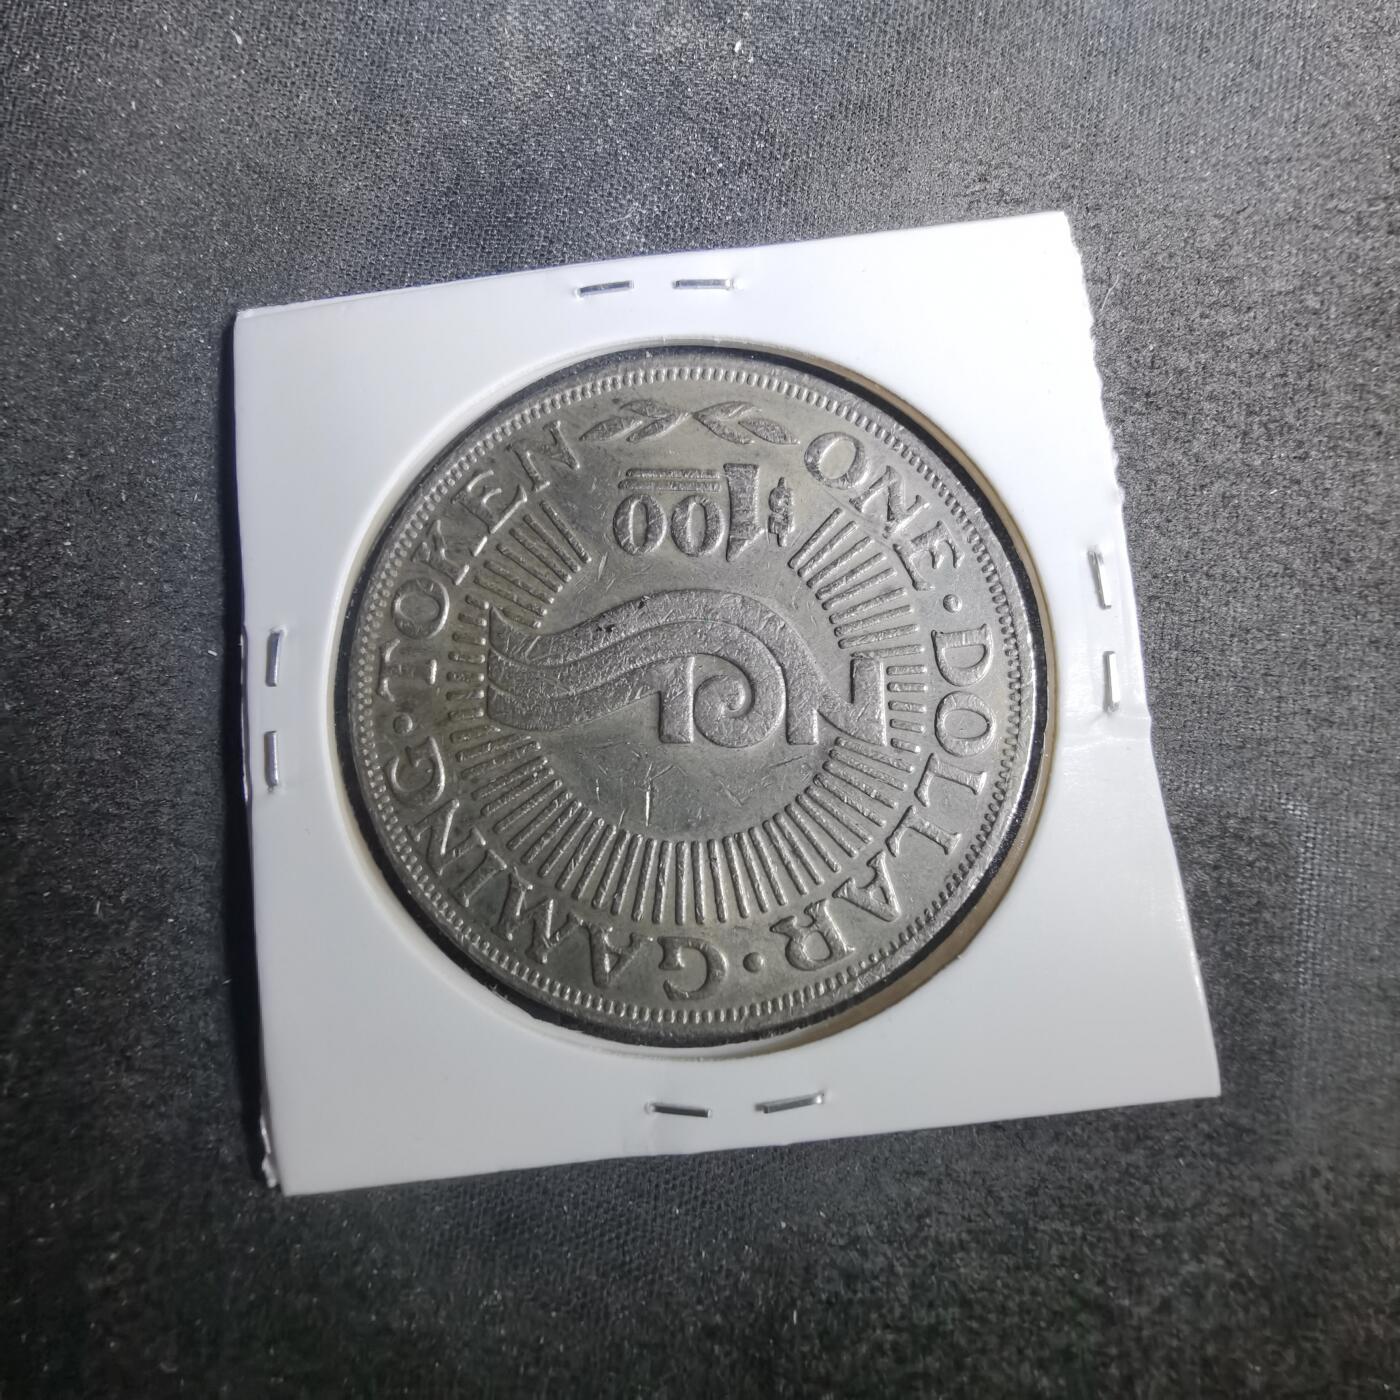 ONE · DOLLAR · GAMING · TOKEN
$1.00